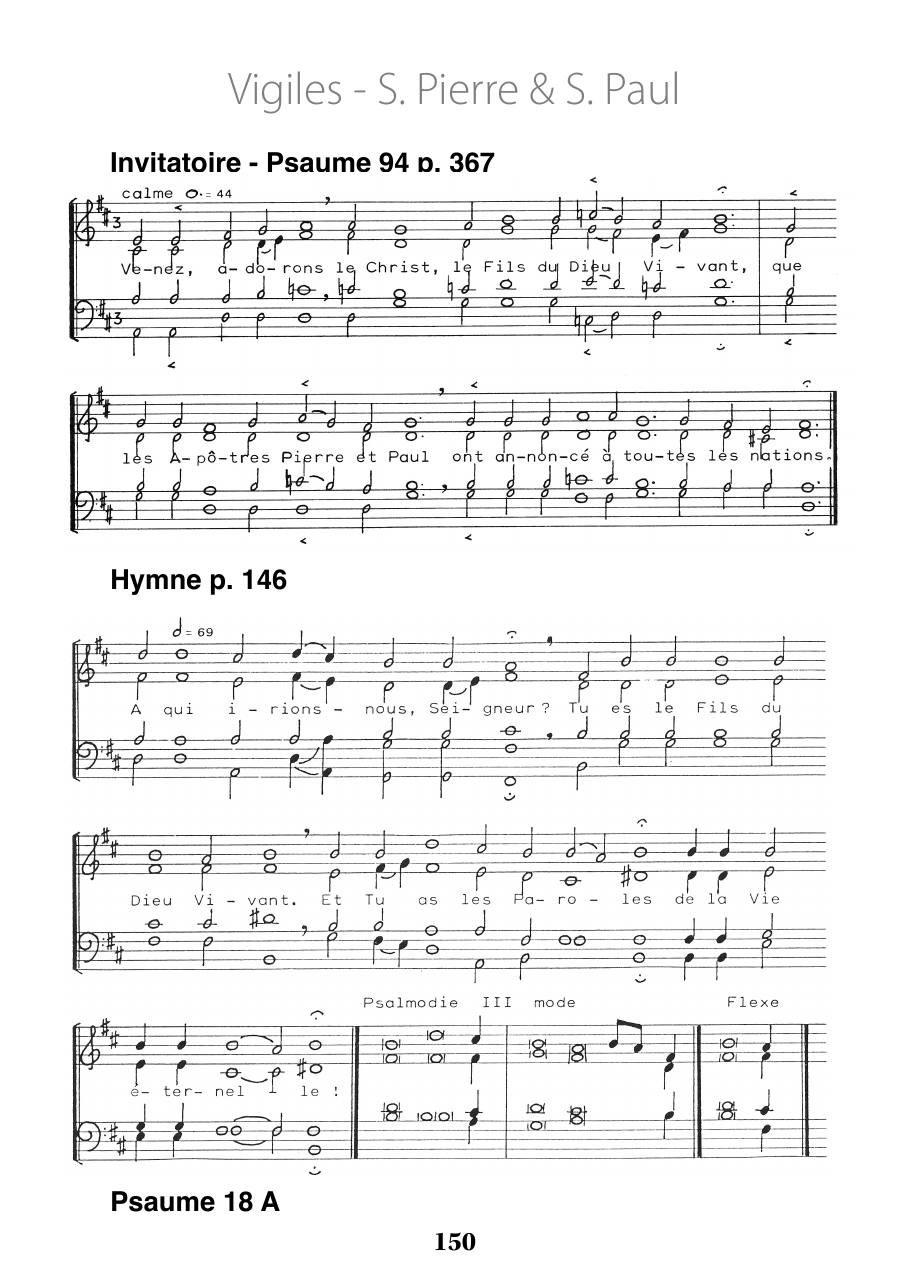 Vigiles - S. Pierre & S. Paul
Invitatoire - Psaume 94 p. 367
calme = 44
3
Ve-nez, a-do-rons le Christ, le Fils du Dieu Vi - vant, que
3
les A-pô-tres Pierre et Paul ont an-non-cé à tou-tes les nations.
Hymne p. 146
= 69
A qui i - rions - nous, Sei-gneur? Tu es le Fils du
Dieu Vi - vant. Et Tu as les Pa-ro - les de la Vie
Psalmodie III mode Flexe
é-ter-nel - le !
Psaume 18 A
150